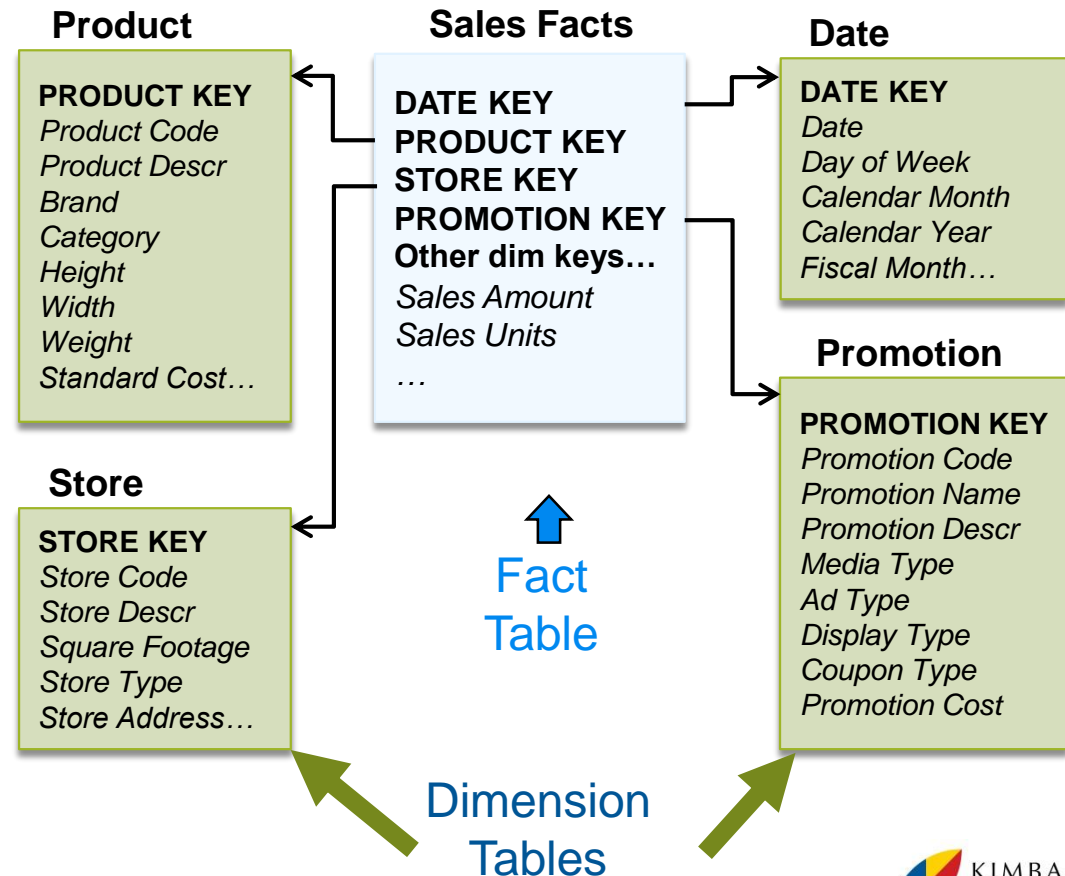 Product
PRODUCT KEY
Product Code
Product Descr
Brand
Category
Height
Width
Weight
Standard Cost…
Sales Facts
DATE KEY
PRODUCT KEY
STORE KEY
PROMOTION KEY
Other dim keys…
Sales Amount
Sales Units
…
Date
DATE KEY
Date
Day of Week
Calendar Month
Calendar Year
Fiscal Month…
Store
STORE KEY
Store Code
Store Descr
Square Footage
Store Type
Store Address…
Fact
Table
Promotion
PROMOTION KEY
Promotion Code
Promotion Name
Promotion Descr
Media Type
Ad Type
Display Type
Coupon Type
Promotion Cost
Dimension
Tables
KIMBA